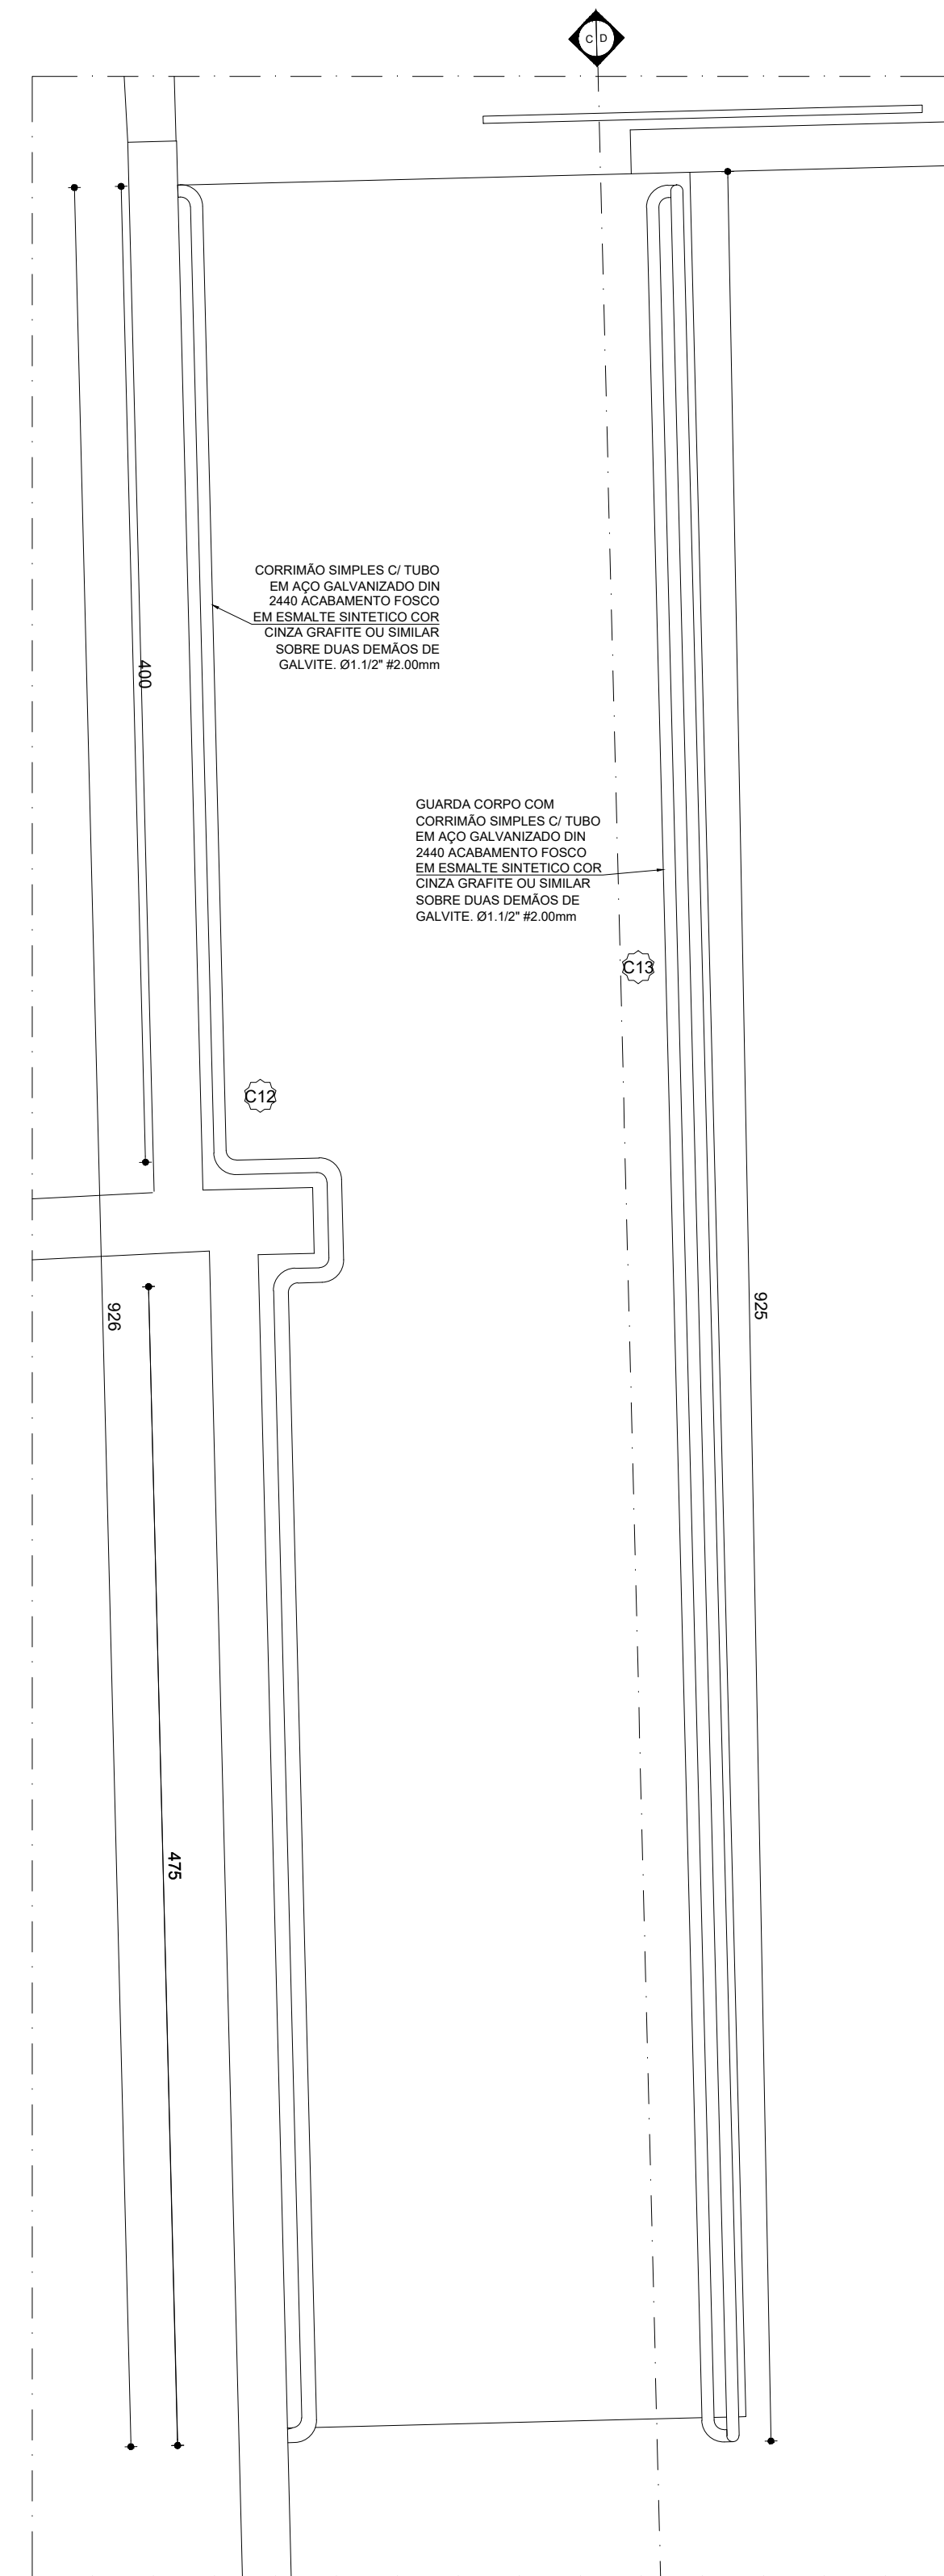 C D
CORRIMÃO SIMPLES C/ TUBO
EM AÇO GALVANIZADO DIN
2440 ACABAMENTO FOSCO
EM ESMALTE SINTETICO COR
CINZA GRAFITE OU SIMILAR
SOBRE DUAS DEMÃOS DE
GALVITE. Ø1.1/2" #2.00mm
400
GUARDA CORPO COM
CORRIMÃO SIMPLES C/ TUBO
EM AÇO GALVANIZADO DIN
2440 ACABAMENTO FOSCO
EM ESMALTE SINTETICO COR
CINZA GRAFITE OU SIMILAR
SOBRE DUAS DEMÃOS DE
GALVITE. Ø1.1/2" #2.00mm
C13
C12
926
925
475